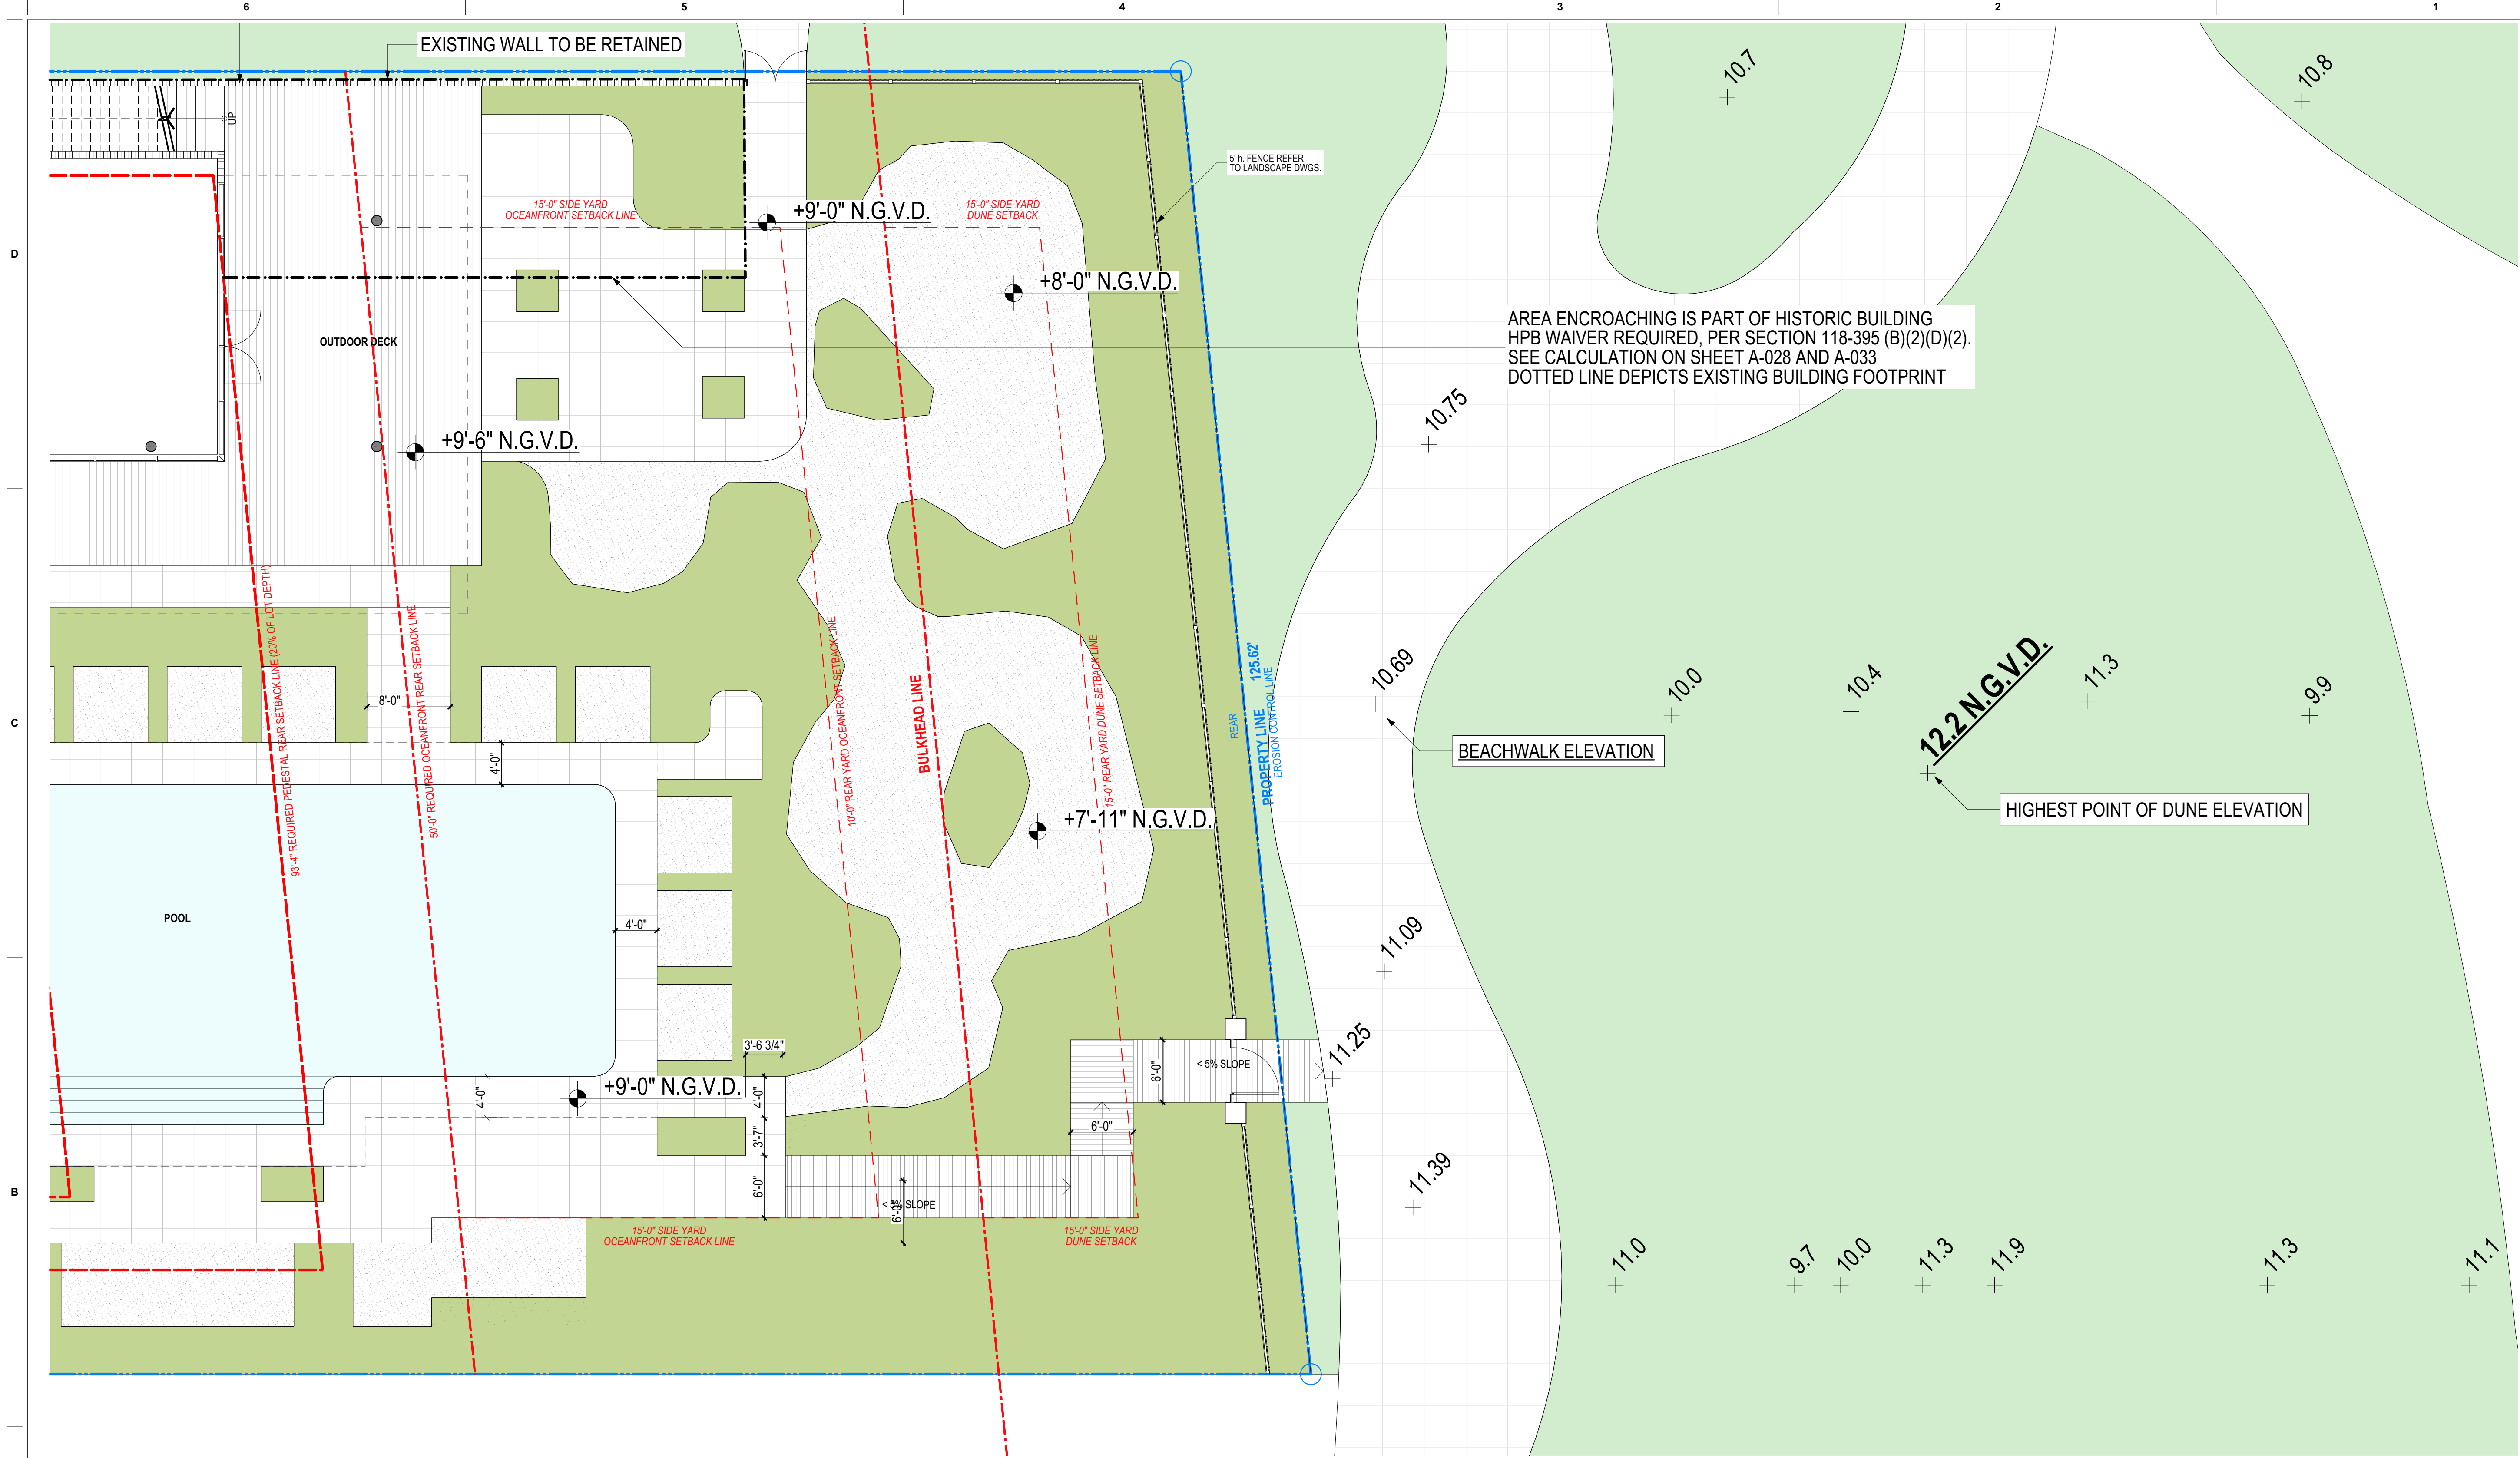 6 5 4 3 2 1
EXISTING WALL TO BE RETAINED
10.7
10.8
UP
5' h. FENCE REFER
TO LANDSCAPE DWGS.
15'-0" SIDE YARD
OCEANFRONT SETBACK LINE
+9'-0" N.G.V.D.
15'-0" SIDE YARD
DUNE SETBACK
D
+8'-0" N.G.V.D.
OUTDOOR DECK
AREA ENCROACHING IS PART OF HISTORIC BUILDING
HPB WAIVER REQUIRED, PER SECTION 118-395 (B)(2)(D)(2).
SEE CALCULATION ON SHEET A-028 AND A-033
DOTTED LINE DEPICTS EXISTING BUILDING FOOTPRINT
10.75
+9'-6" N.G.V.D.
93'-4" REQUIRED PEDESTAL REAR SETBACK LINE (20% OF LOT DEPTH)
50'-0" REQUIRED OCEANFRONT REAR SETBACK LINE
10'-0" REAR YARD OCEANFRONT SETBACK LINE
BULKHEAD LINE
15'-0" REAR YARD DUNE SETBACK LINE
REAR
PROPERTY LINE 125.62'
EROSION CONTROL LINE
10.69
10.0
10.4
12.2 N.G.V.D.
11.3
9.9
C
8'-0"
4'-0"
BEACHWALK ELEVATION
HIGHEST POINT OF DUNE ELEVATION
+7'-11" N.G.V.D.
POOL
4'-0"
11.09
3'-6 3/4"
11.25
6'-0"
< 5% SLOPE
4'-0"
+9'-0" N.G.V.D.
4'-0"
6'-0"
3'-7"
11.39
B
6'-0"
< 5% SLOPE
6'-0"
15'-0" SIDE YARD
OCEANFRONT SETBACK LINE
15'-0" SIDE YARD
DUNE SETBACK
11.0
9.7
10.0
11.3
11.9
11.3
11.1